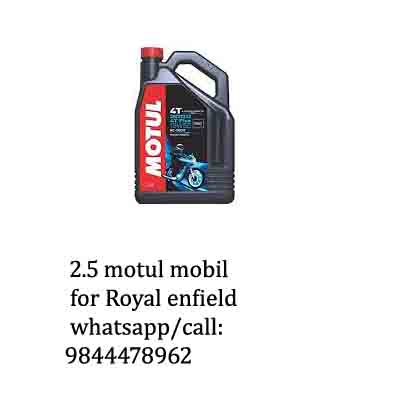 MOTUL
4T
2.5 motul mobil
for Royal enfield
whatsapp/call:
9844478962